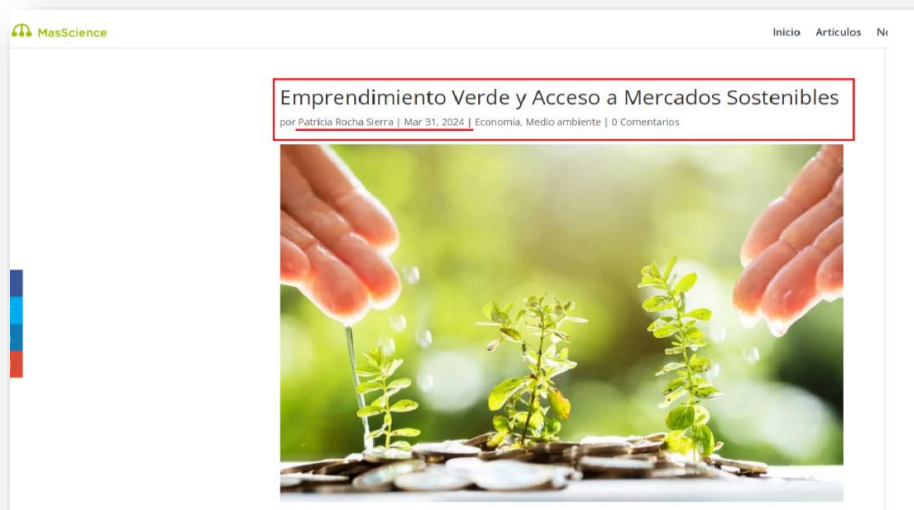 MasScience
Inicio Artículos
Emprendimiento Verde y Acceso a Mercados Sostenibles
por Patricia Rocha Sierra | Mar 31, 2024 | Economía, Medio ambiente | 0 Comentarios